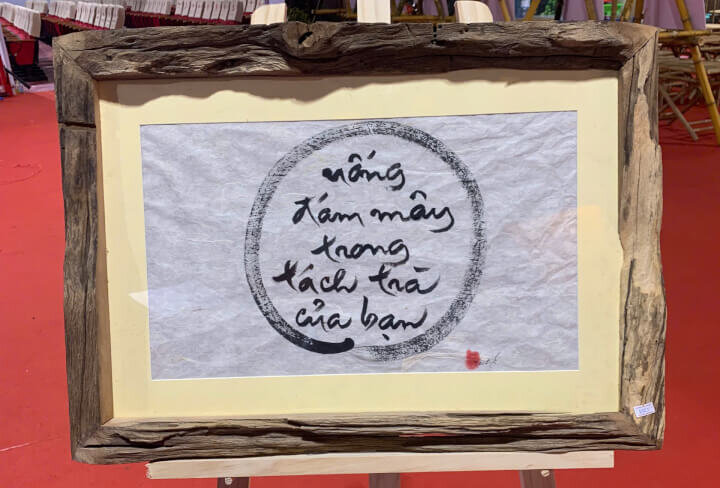 uống
đám mây
trong
tách trà
của bạn